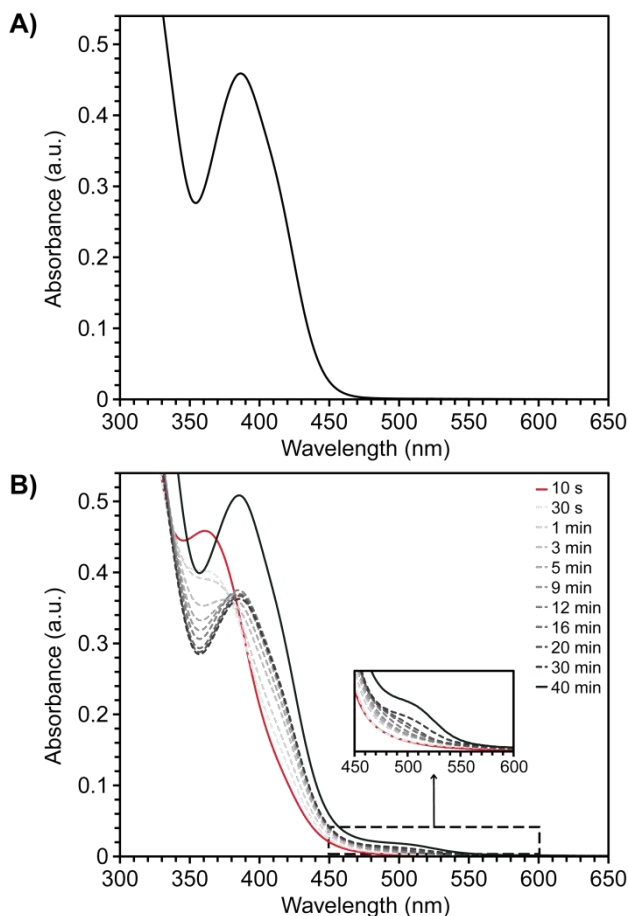 A)
0.5
0.4
0.3
0.2
0.1
0
Absorbance (a.u.)
300 350 400 450 500 550 600 650
Wavelength (nm)
B)
0.5
0.4
0.3
0.2
0.1
0
Absorbance (a.u.)
10 s
30 s
1 min
3 min
5 min
9 min
12 min
16 min
20 min
30 min
40 min
450 500 550 600
300 350 400 450 500 550 600 650
Wavelength (nm)